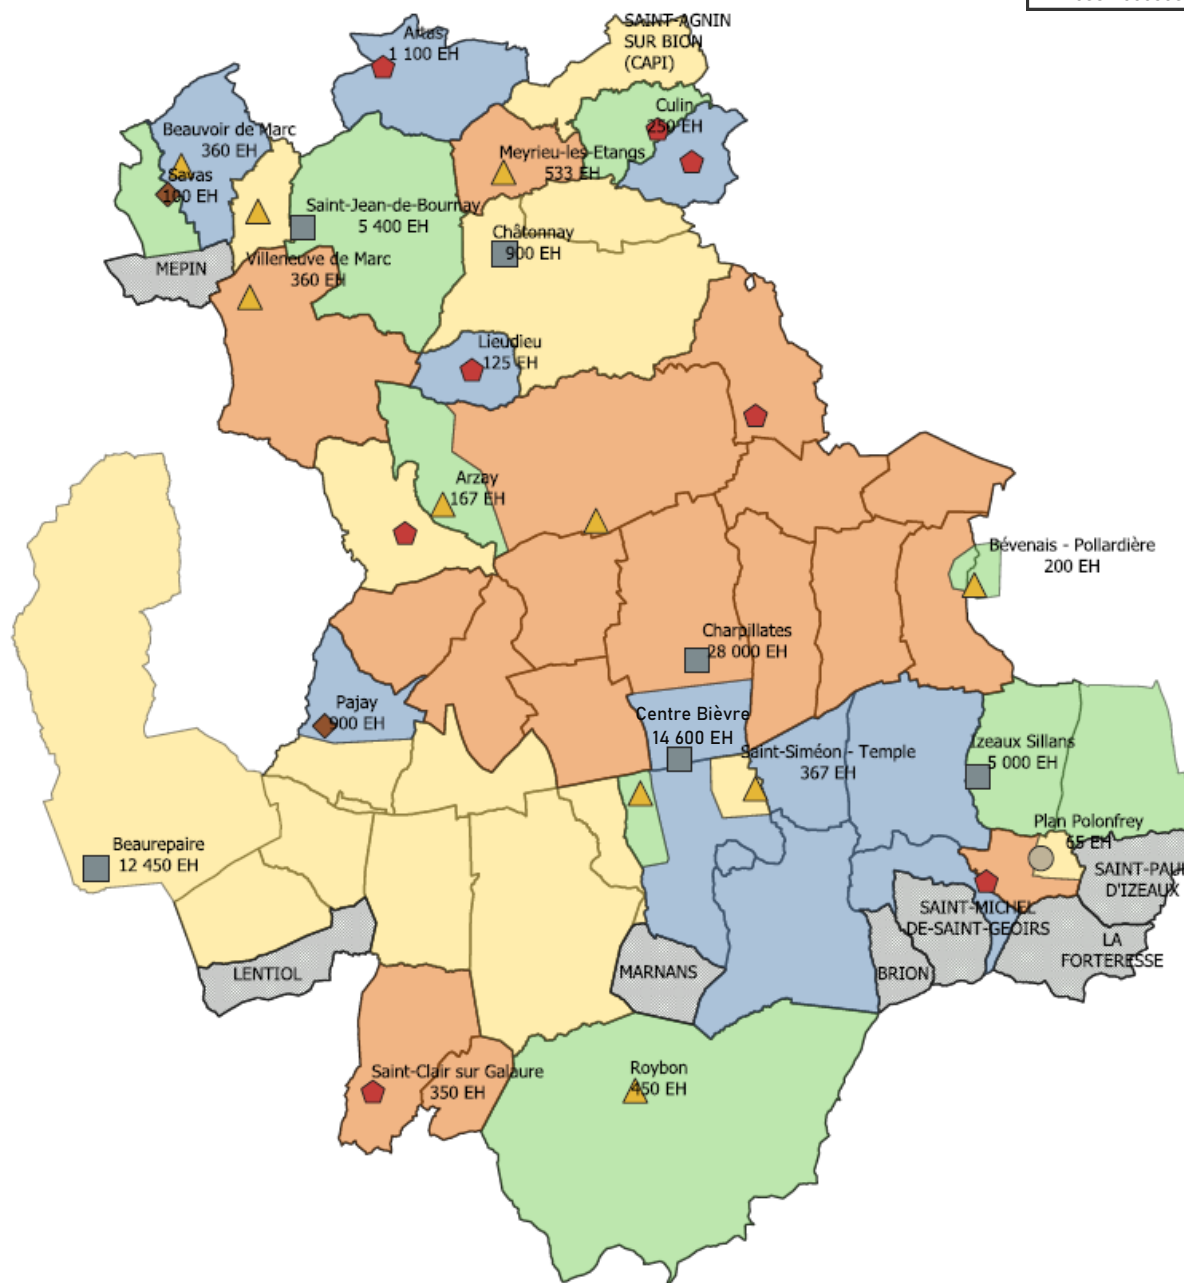 Artas
1 100 EH
SAINT-AGNIN
SUR BION
(CAPI)
Culin
250 EH
Beauvoir de Marc
360 EH
Meyrieu-les-Etangs
533 EH
Savas
100 EH
Saint-Jean-de-Bournay
5 400 EH
Châtonnay
900 EH
MEPIN
Villeneuve de Marc
360 EH
Lieudieu
125 EH
Arzay
167 EH
Bévenais - Pollardière
200 EH
Charpillates
28 000 EH
Pajay
900 EH
Centre Bièvre
14 600 EH
Saint-Siméon - Temple
367 EH
Izeaux Sillans
5 000 EH
Plan Polonfrey
65 EH
Beaurepaire
12 450 EH
SAINT-PAUL
D'IZEAUX
SAINT-MICHEL
DE-SAINT-GEOIRS
LA
FORTERESSE
LENTIOL
MARNANS
BRION
Saint-Clair sur Galaure
350 EH
Roybon
450 EH